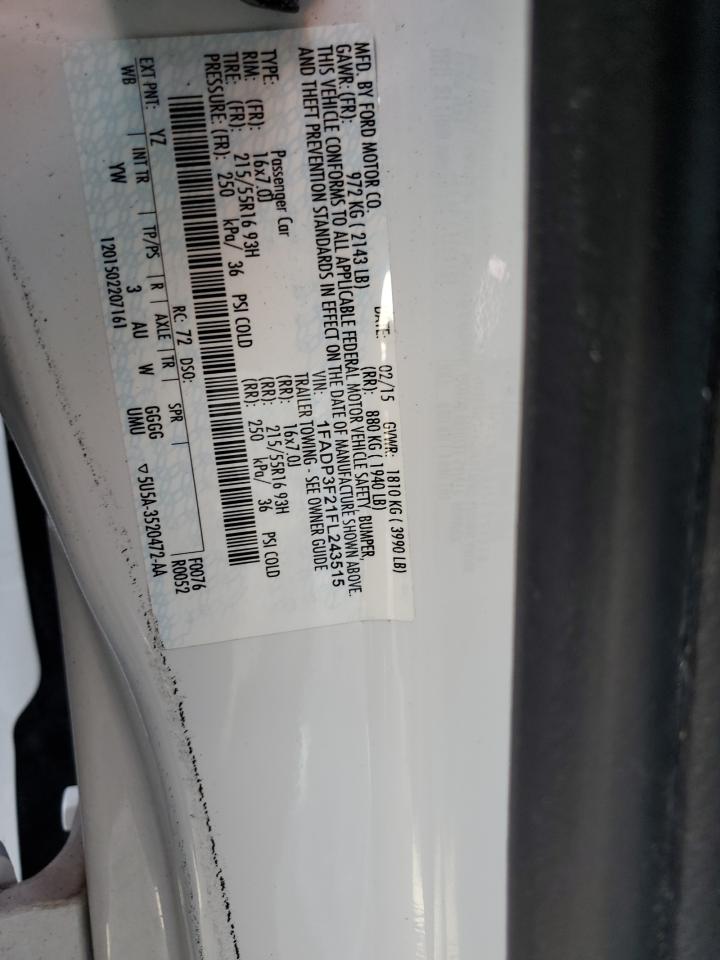 MFD. BY FORD MOTOR CO.
DATE: 02/15 GVWR: 1810 KG ( 3990 LB)
GAWR: (FR): 972 KG ( 2143 LB) (RR): 880 KG ( 1940 LB)
THIS VEHICLE CONFORMS TO ALL APPLICABLE FEDERAL MOTOR VEHICLE SAFETY, BUMPER,
AND THEFT PREVENTION STANDARDS IN EFFECT ON THE DATE OF MANUFACTURE SHOWN ABOVE.
VIN: 1FADP3F21FL243515
TYPE: Passenger Car TRAILER TOWING - SEE OWNER GUIDE
RIM: (FR): 16x7.0J (RR): 16x7.0J
TIRE: (FR): 215/55R16 93H (RR): 215/55R16 93H
PRESSURE: (FR): 250 kPa/ 36 PSI COLD (RR): 250 kPa/ 36 PSI COLD
F0076
EXT PNT: YZ RC: 72 DSO: R0052
WB INT TR TP/PS R AXLE TR SPR
YW 3 AU W GGGG
UMU
1201502207161 ▽5U5A-3520472-AA